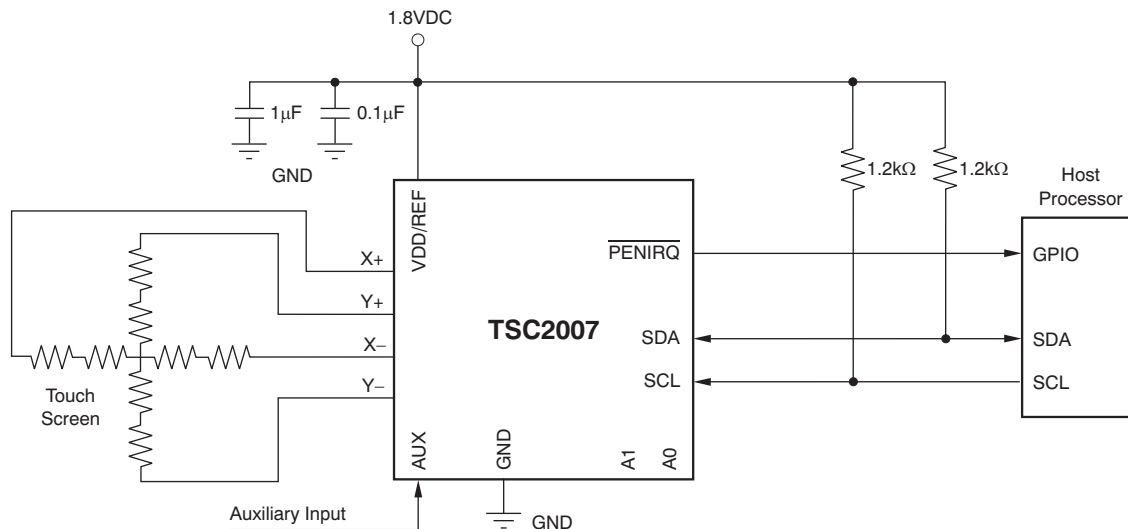 1.8VDC
1μF
0.1μF
GND
1.2kΩ
1.2kΩ
Host
Processor
VDD/REF
X+
Y+
X−
Y−
PENIRQ
GPIO
TSC2007
SDA
SDA
SCL
SCL
Touch
Screen
AUX
GND
A1
A0
Auxiliary Input
GND